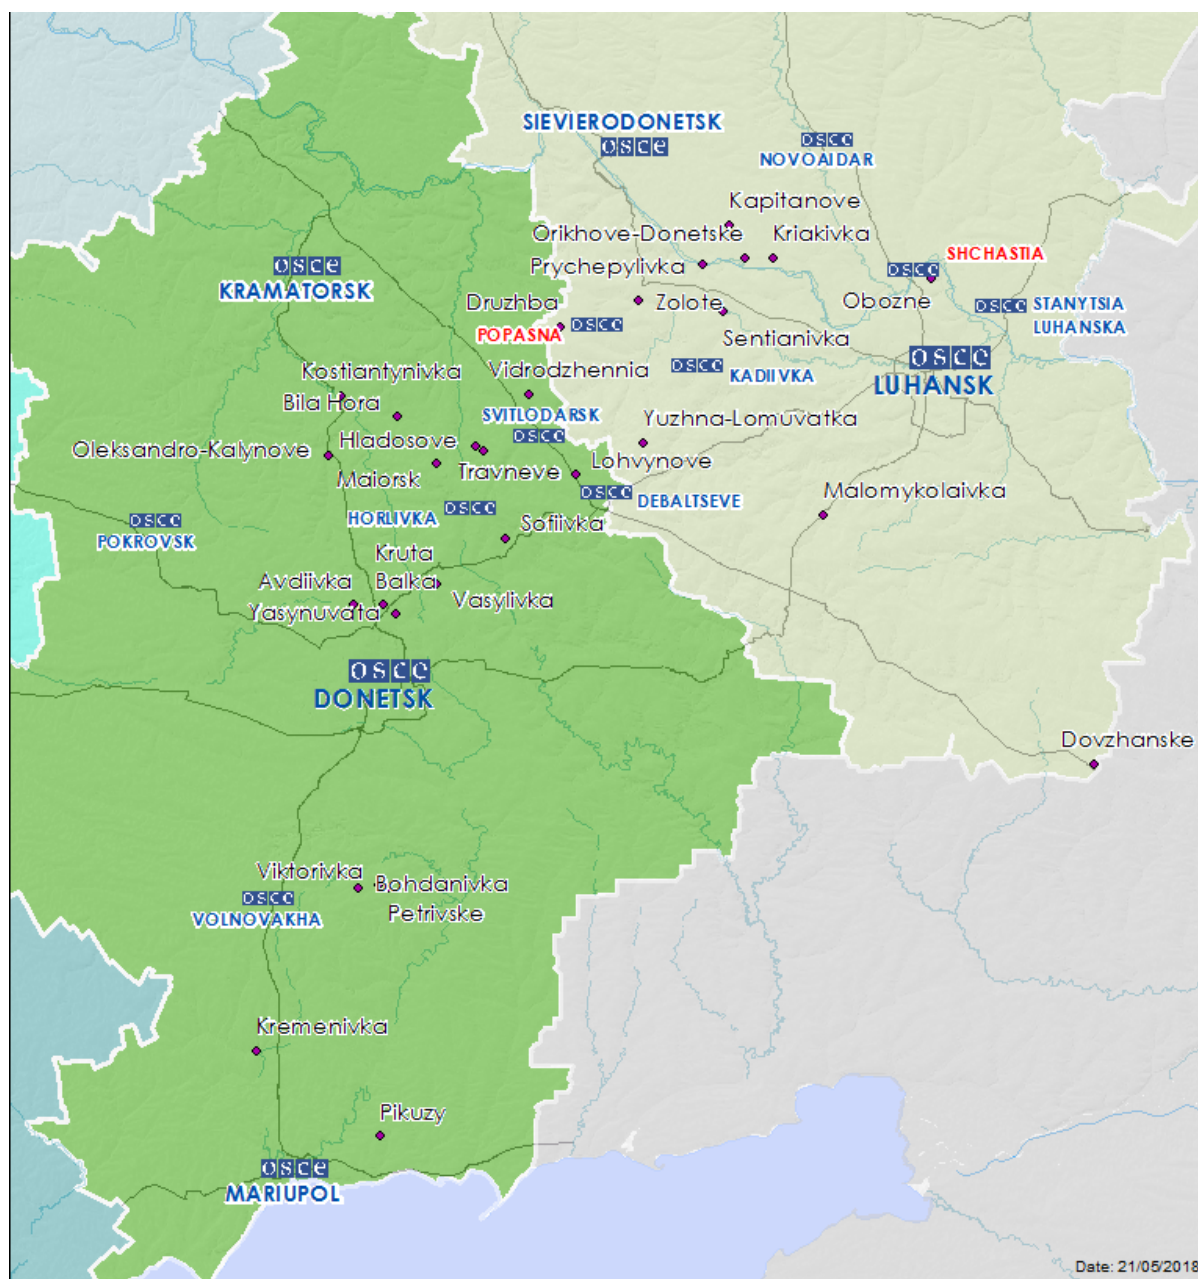 SIEVIERODONETSK
osce
osce
NOVOAIDAR
Kapitanove
Orikhove-Donetske
Kriakivka
SHCHASTIA
osce
KRAMATORSK
Prychepylivka
osce
Obozne
Druzhba
Zolote
osce
STANYTSIA
LUHANSKA
POPASNA
osce
Sentianivka
osce
LUHANSK
Kostiantynivka
Vidrodzhennia
osce
KADIIVKA
Bila Hora
SVITLODARSK
osce
Yuzhna-Lomuvatka
Oleksandro-Kalynove
Hladosove
Maiorsk
Travneve
Lohvynove
osce
DEBALTSEVE
Malomykolaivka
osce
POKROVSK
HORLIVKA
osce
Sofiivka
Kruta
Balka
Avdiivka
Yasynuvata
Vasylivka
osce
DONETSK
Dovzhanske
Viktorivka
Bohdanivka
osce
VOLNOVAKHA
Petrivske
Kremenivka
Pikuzy
osce
MARIUPOL
Date: 21/05/2018